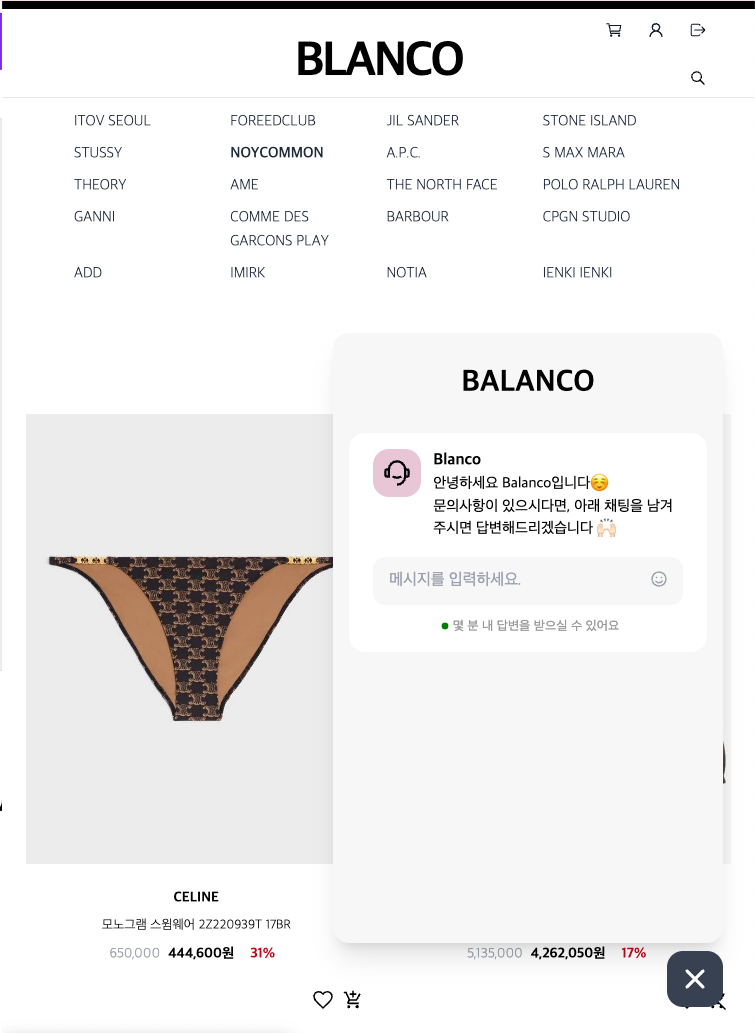 BLANCO
ITOV SEOUL FOREEDCLUB JIL SANDER STONE ISLAND
STUSSY NOYCOMMON A.P.C. S MAX MARA
THEORY AME THE NORTH FACE POLO RALPH LAUREN
GANNI COMME DES GARCONS PLAY BARBOUR CPGN STUDIO
ADD IMIRK NOTIA IENKI IENKI
BALANCO
Blanco
안녕하세요 Balanco입니다☺️
문의사항이 있으시다면, 아래 채팅을 남겨
주시면 답변해드리겠습니다 🙌🏻
메시지를 입력하세요.
몇 분 내 답변을 받으실 수 있어요
CELINE
모노그램 스윔웨어 2Z220939T 17BR
650,000 444,600원 31%
5,135,000 4,262,050원 17%